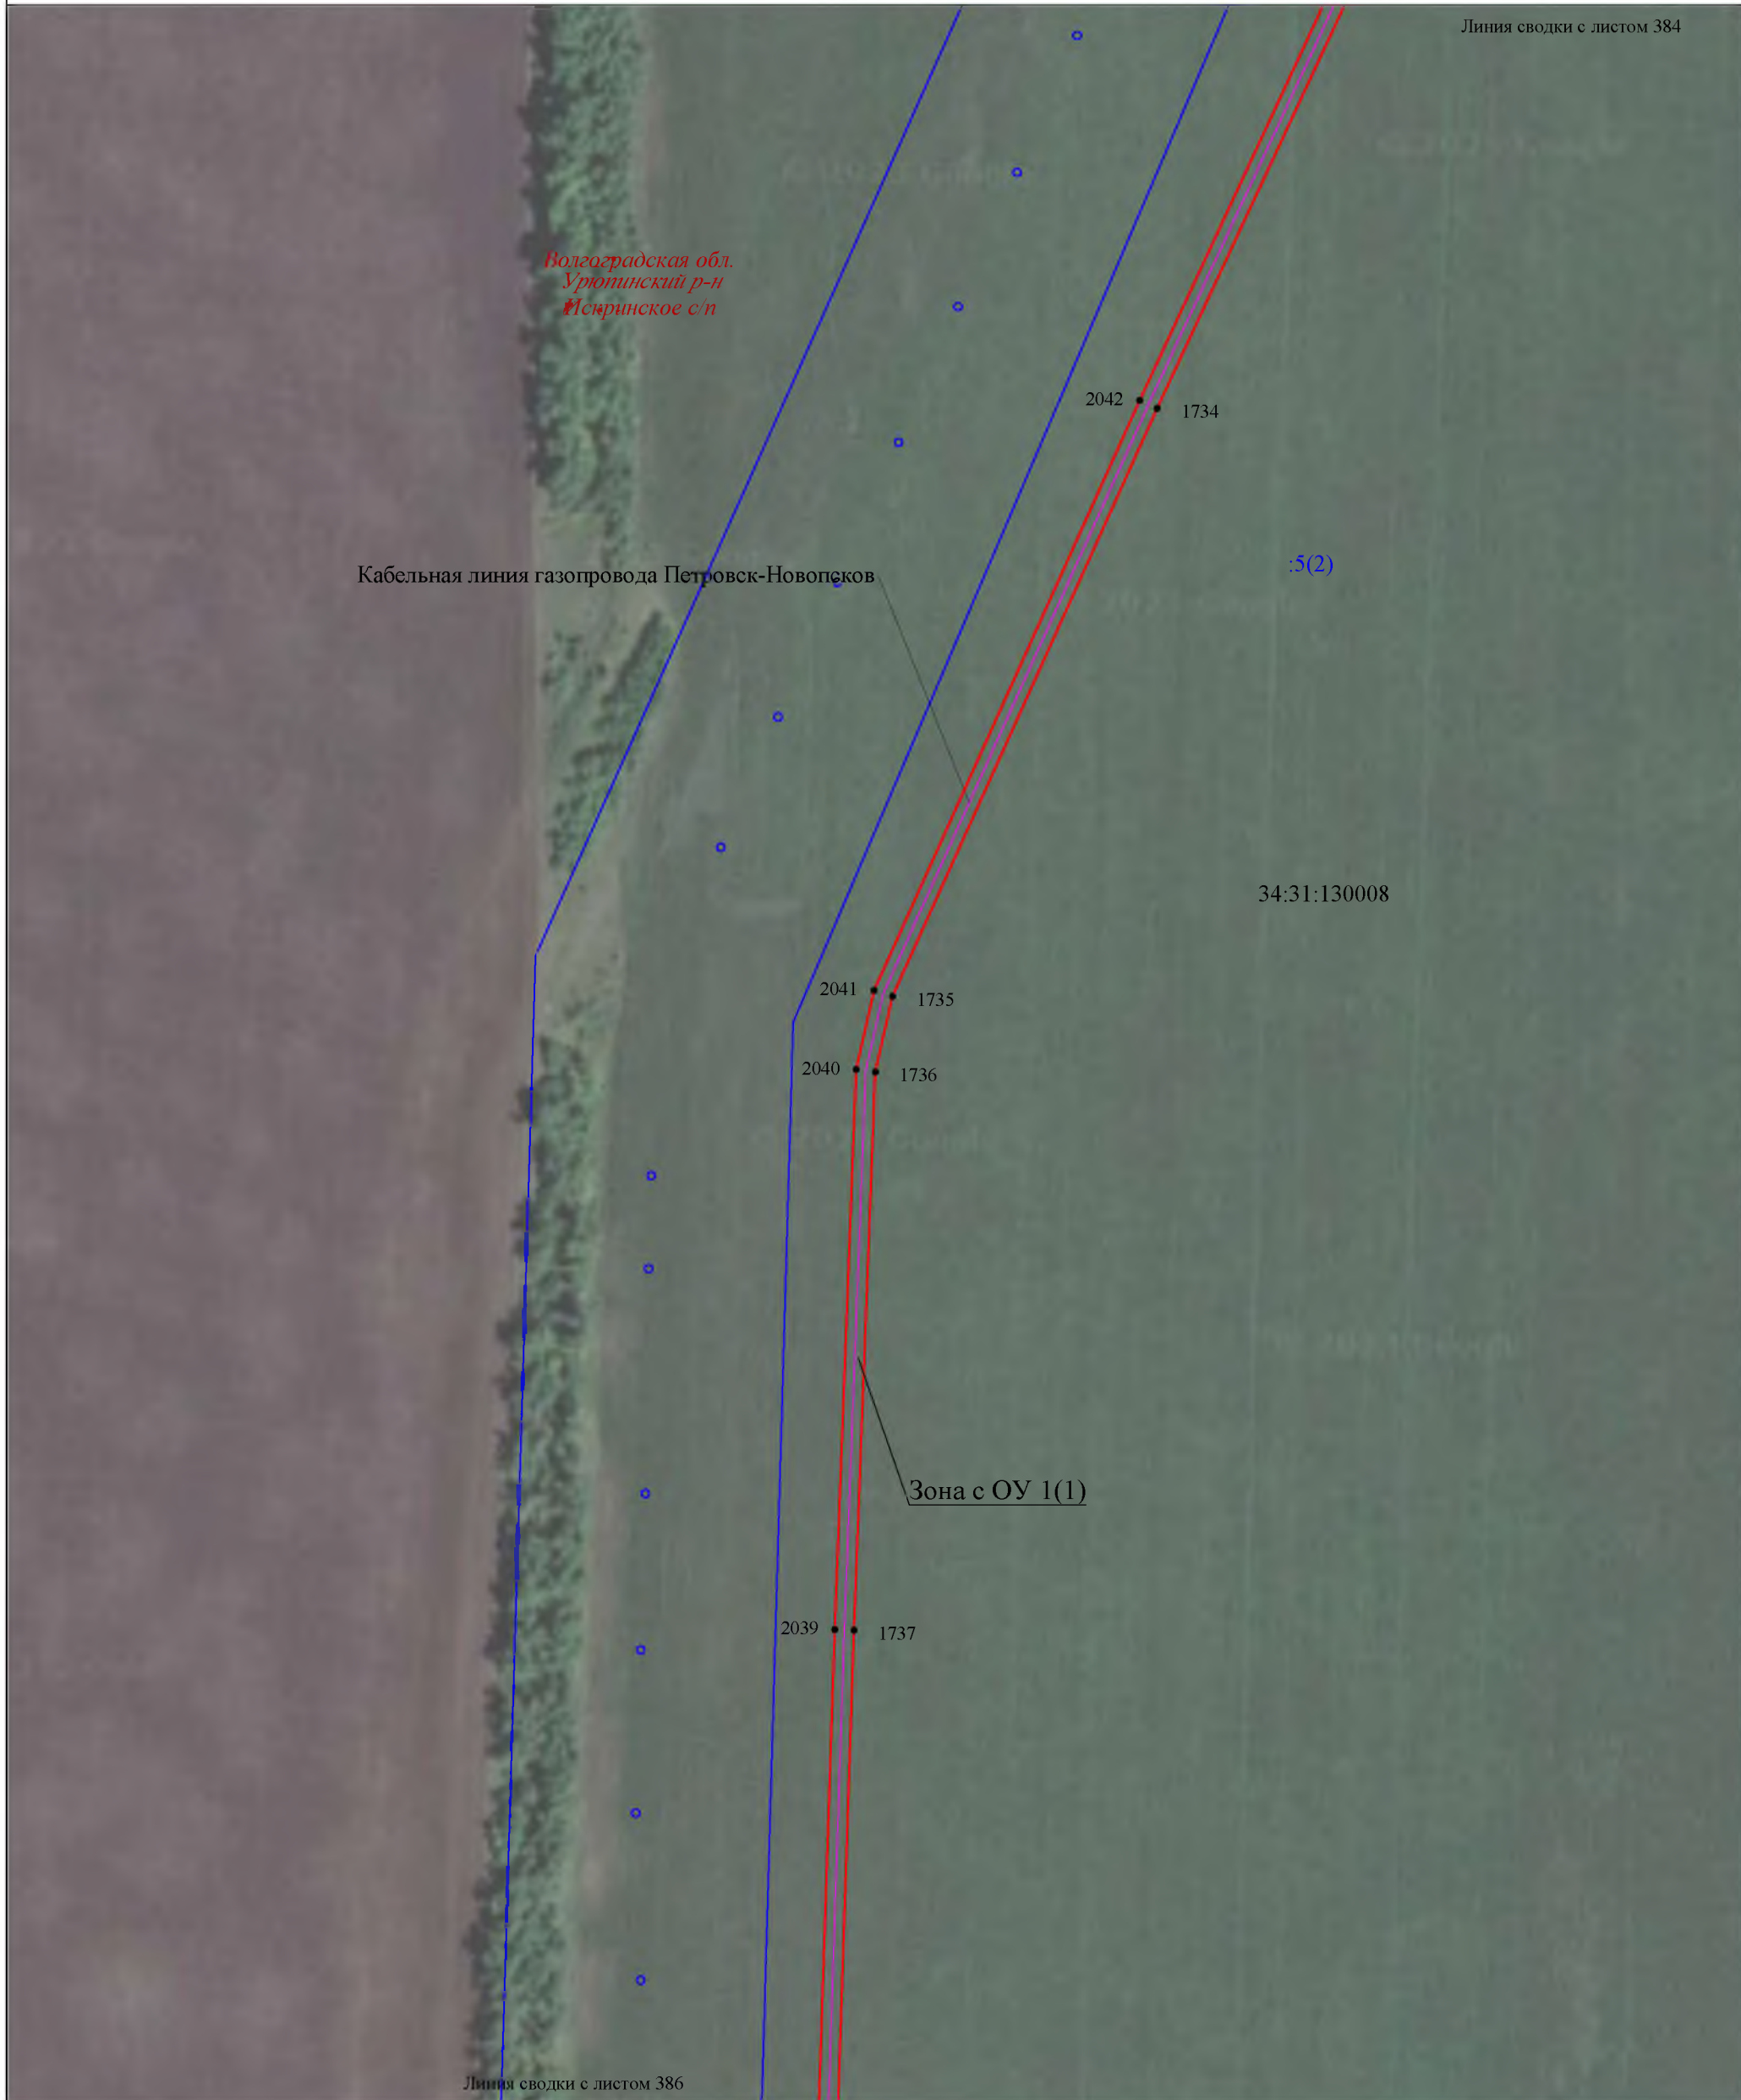 Линия сводки с листом 384
Волгоградская обл.
Урюпинский р-н
Искринское с/п
2042
1734
:5(2)
Кабельная линия газопровода Петровск-Новопсков
34:31:130008
2041
1735
2040
1736
Зона с ОУ 1(1)
2039
1737
Линия сводки с листом 386